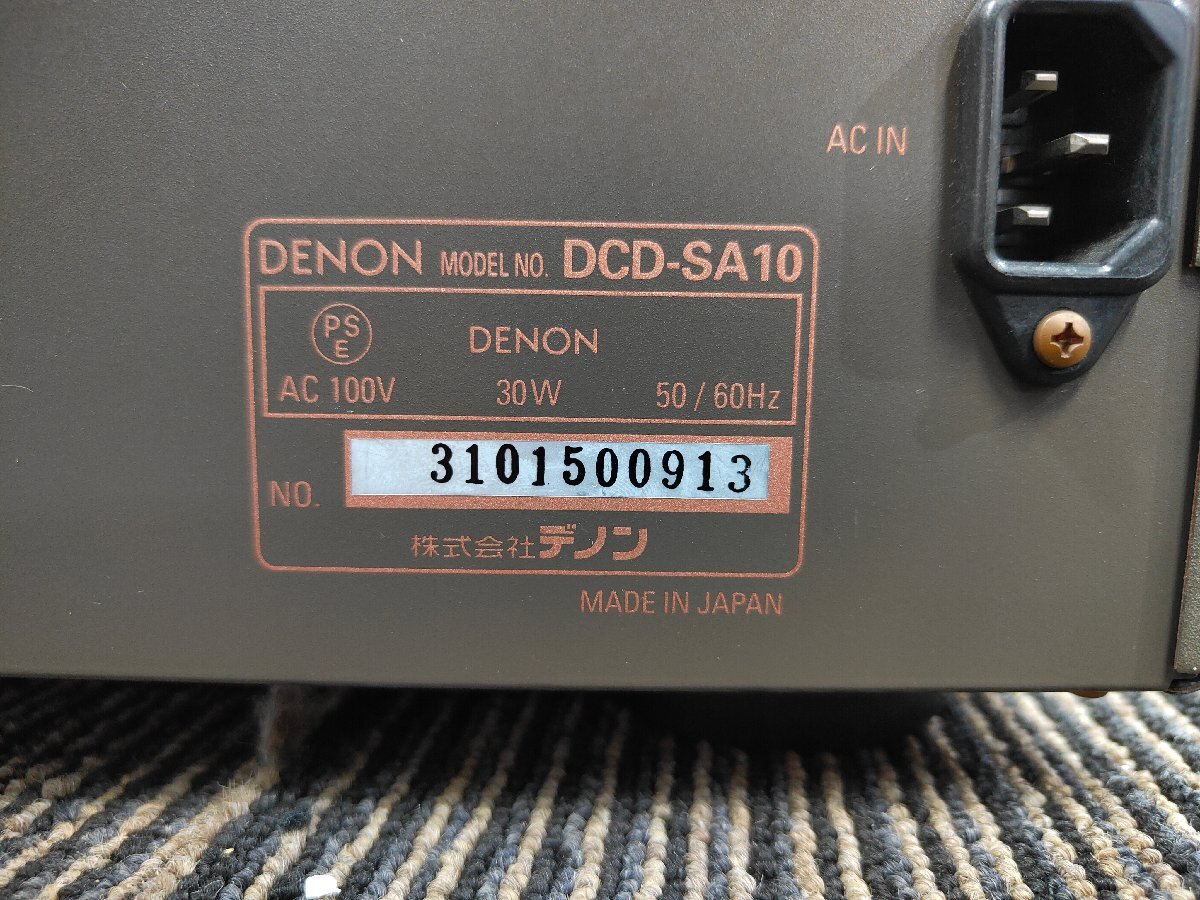 AC IN
DENON MODEL NO. DCD-SA10
PSE DENON
AC 100V 30W 50/60Hz
NO. 3101500913
株式会社デノン
MADE IN JAPAN